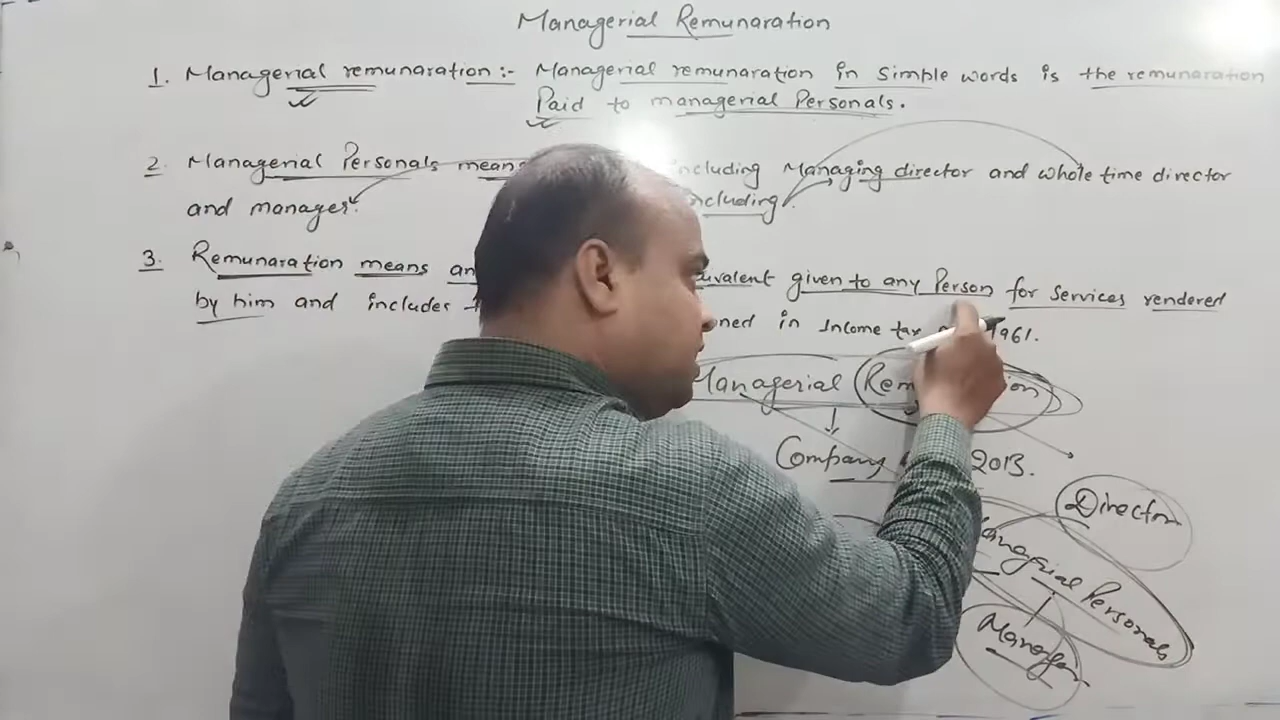 Managerial Remunaration
1. Managerial remunaration :- Managerial remunaration in simple words is the remunaration
Paid to managerial Personals.
2. Managerial Personals means including Managing director and whole time director
and manager. including
3. Remunaration means an given to any Person for services rendered
by him and includes in Income tax 1961.
Managerial
Company 2013.
Director
Managerial Personals
Manager